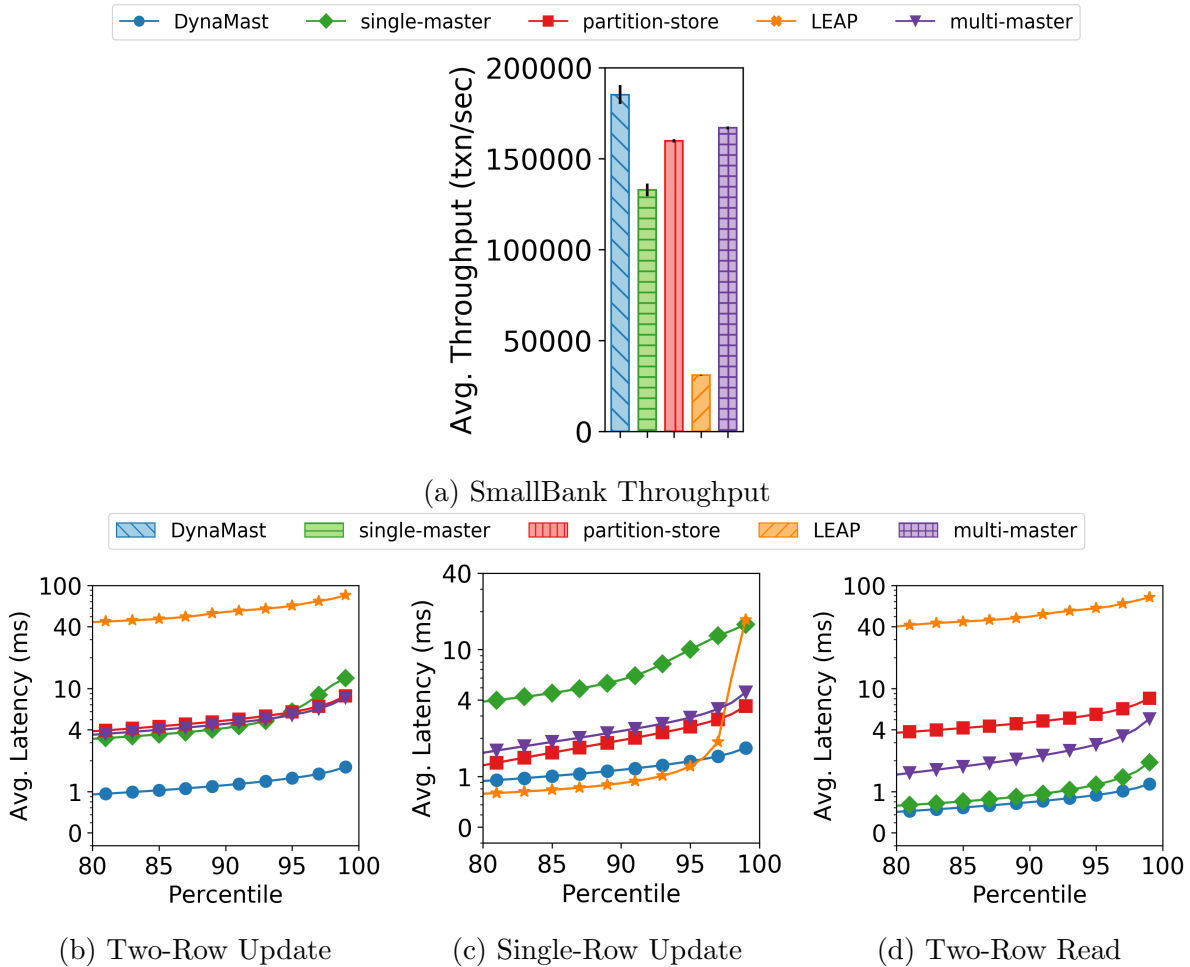 DynaMast single-master partition-store LEAP multi-master
200000
150000
100000
50000
0
Avg. Throughput (txn/sec)
(a) SmallBank Throughput
DynaMast single-master partition-store LEAP multi-master
100
40
10
4
1
0
Avg. Latency (ms)
80 85 90 95 100
Percentile
(b) Two-Row Update
40
10
4
1
0
Avg. Latency (ms)
80 85 90 95 100
Percentile
(c) Single-Row Update
100
40
10
4
1
0
Avg. Latency (ms)
80 85 90 95 100
Percentile
(d) Two-Row Read